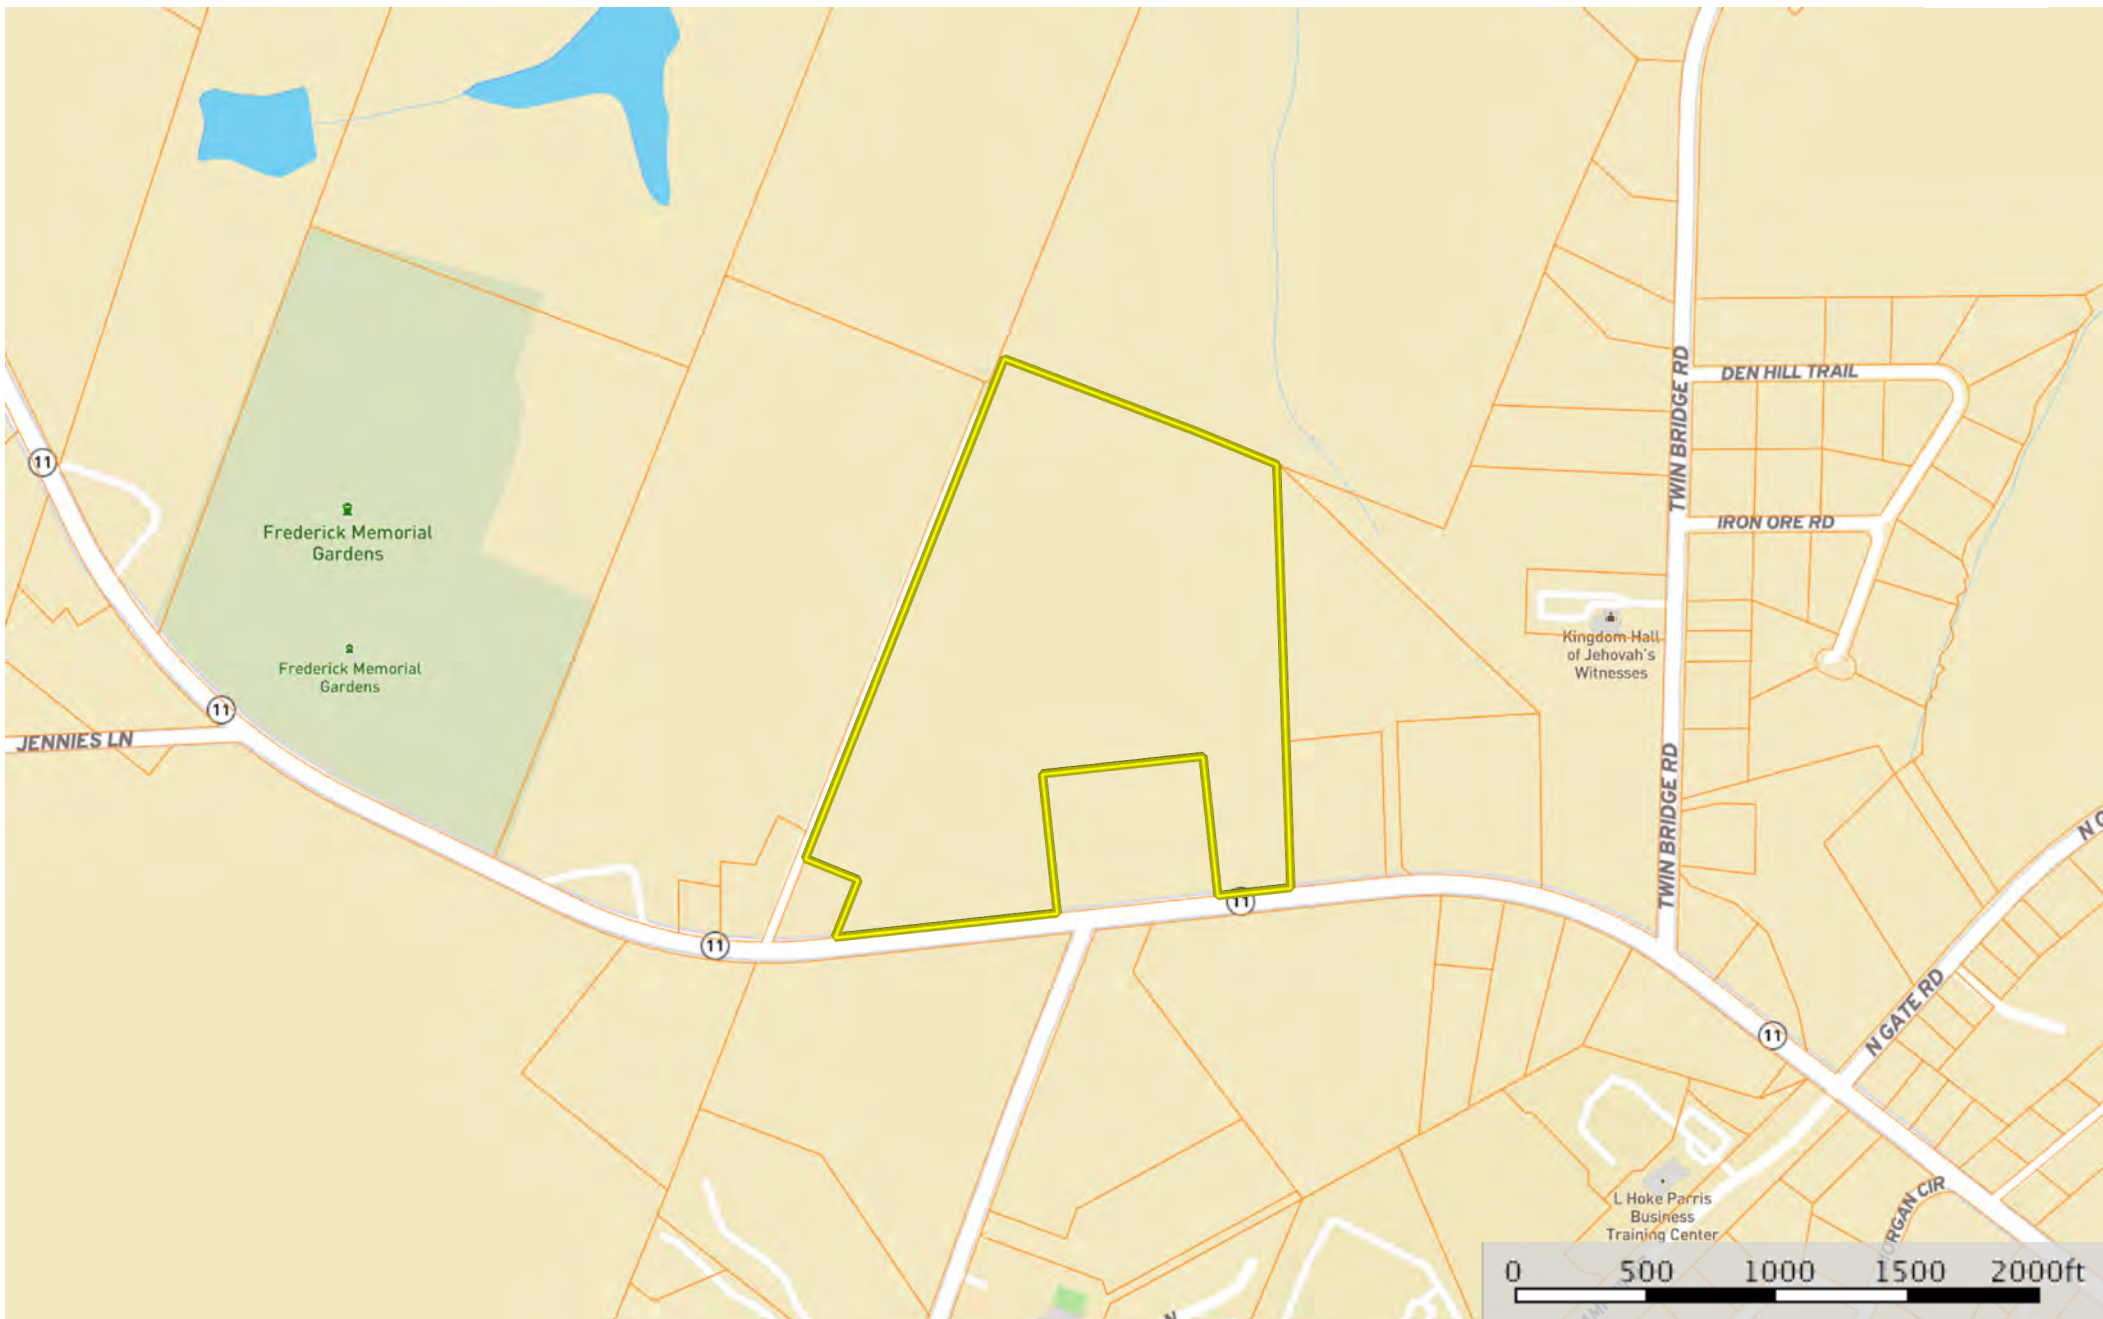 TWIN BRIDGE RD
DEN HILL TRAIL
11
Frederick Memorial
Gardens
IRON ORE RD
Kingdom Hall
of Jehovah's
Witnesses
Frederick Memorial
Gardens
11
JENNIES LN
TWIN BRIDGE RD
N G
11
11
N GATE RD
11
L Hoke Parris
Business
Training Center
ORGAN CIR
0 500 1000 1500 2000ft
N